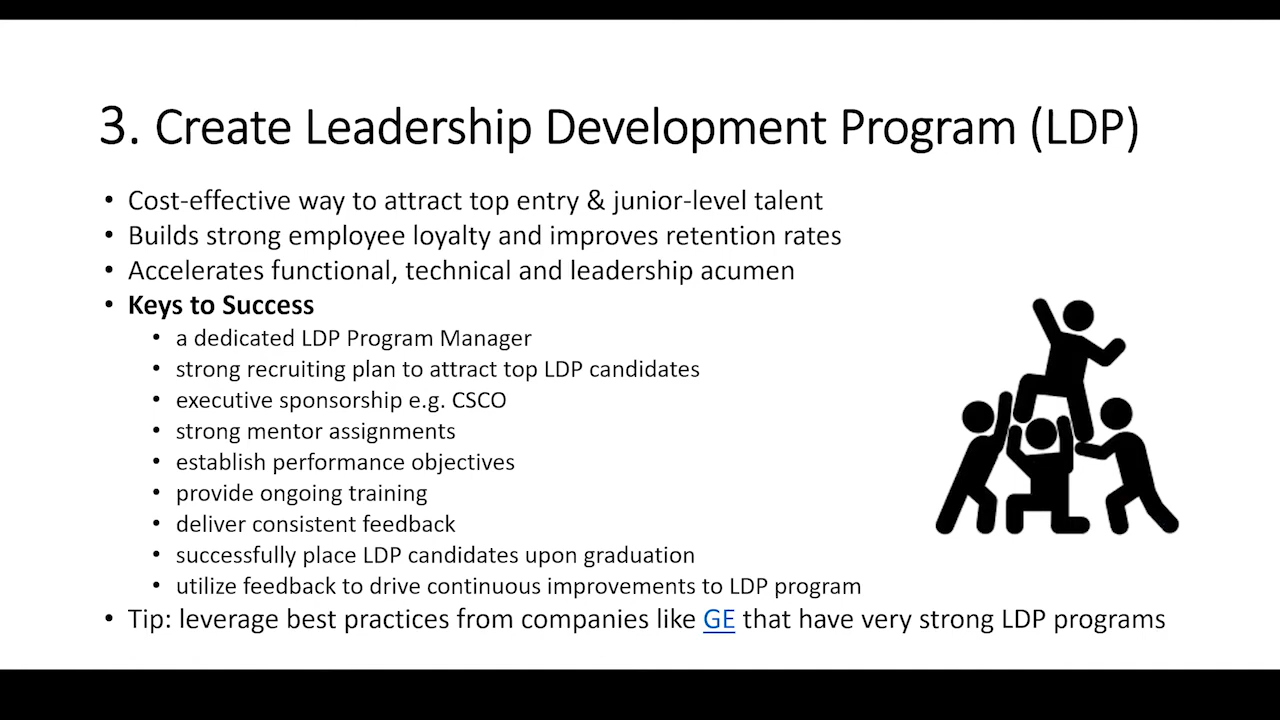 3. Create Leadership Development Program (LDP)
• Cost-effective way to attract top entry & junior-level talent
• Builds strong employee loyalty and improves retention rates
• Accelerates functional, technical and leadership acumen
• Keys to Success
• a dedicated LDP Program Manager
• strong recruiting plan to attract top LDP candidates
• executive sponsorship e.g. CSCO
• strong mentor assignments
• establish performance objectives
• provide ongoing training
• deliver consistent feedback
• successfully place LDP candidates upon graduation
• utilize feedback to drive continuous improvements to LDP program
• Tip: leverage best practices from companies like GE that have very strong LDP programs